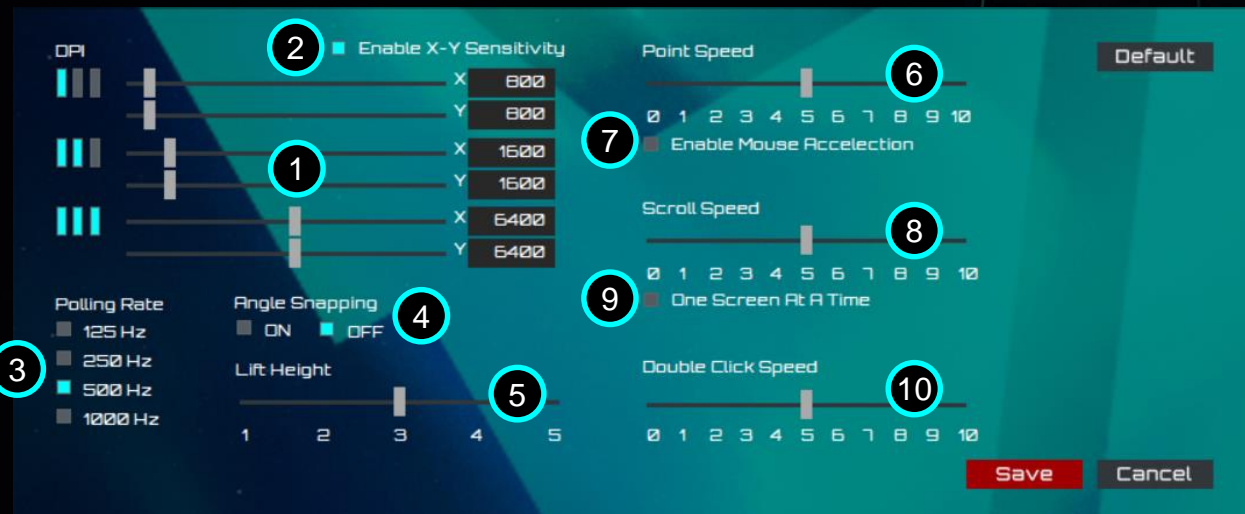 DPI
2
Enable X-Y Sensitivity
X 800
Y 800
X 1600
Y 1600
X 6400
Y 6400
1
Polling Rate
125 Hz
250 Hz
500 Hz
1000 Hz
3
Angle Snapping
ON OFF
4
Lift Height
5
1 2 3 4 5
Point Speed
6
0 1 2 3 4 5 6 7 8 9 10
7
Enable Mouse Accelection
Scroll Speed
8
0 1 2 3 4 5 6 7 8 9 10
9
One Screen At A Time
Double Click Speed
10
0 1 2 3 4 5 6 7 8 9 10
Default
Save Cancel